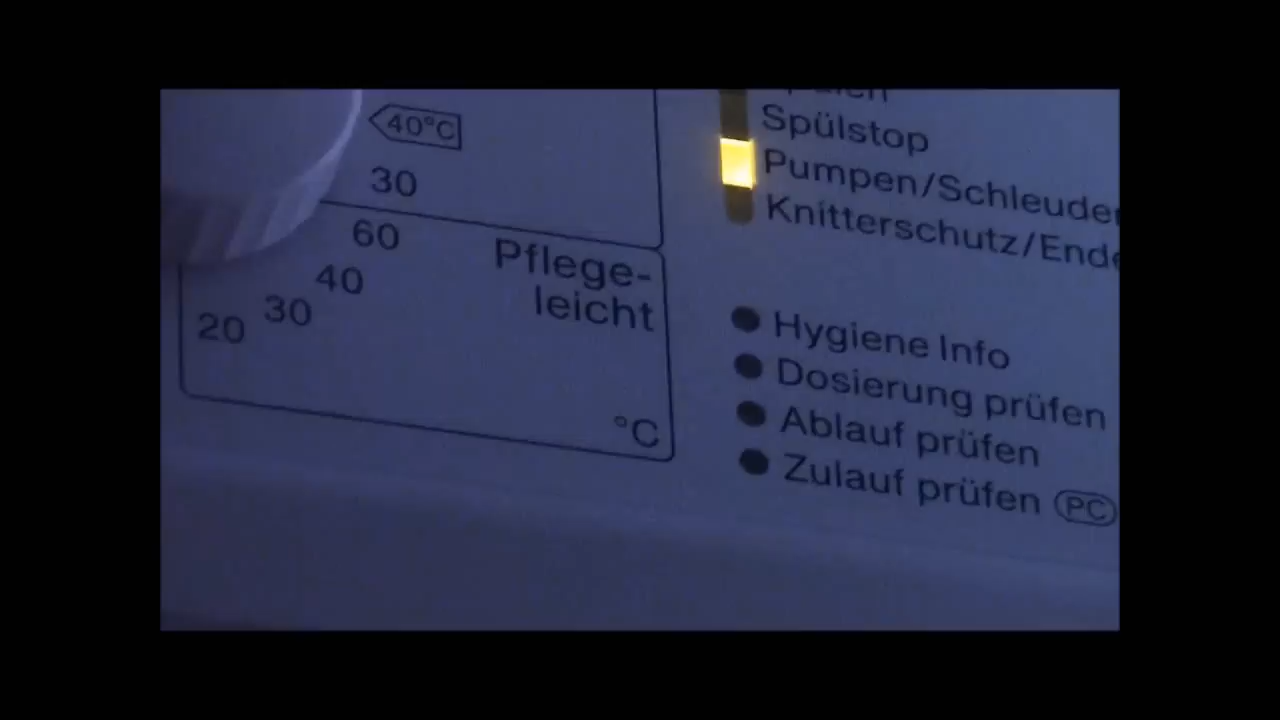 40°C
30
60
40
30
20
Pflege-
leicht
°C
Spülstop
Pumpen/Schleuder
Knitterschutz/Ende
Hygiene Info
Dosierung prüfen
Ablauf prüfen
Zulauf prüfen PC